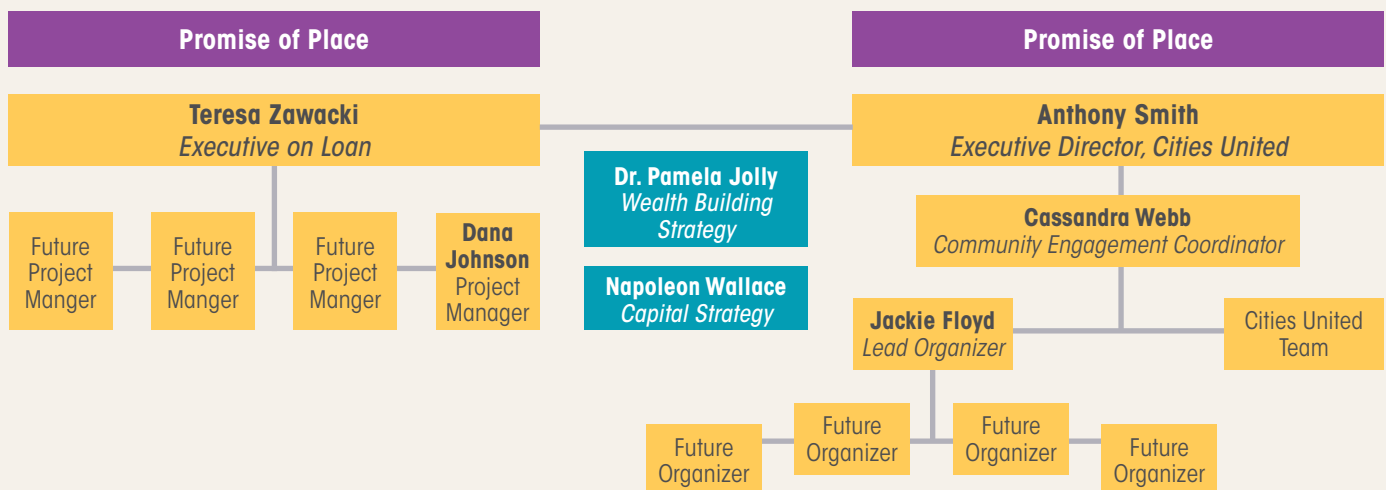 Promise of Place
Teresa Zawacki
Executive on Loan
Future
Project
Manger
Future
Project
Manger
Future
Project
Manger
Dana
Johnson
Project
Manager
Dr. Pamela Jolly
Wealth Building
Strategy
Napoleon Wallace
Capital Strategy
Promise of Place
Anthony Smith
Executive Director, Cities United
Cassandra Webb
Community Engagement Coordinator
Jackie Floyd
Lead Organizer
Cities United
Team
Future
Organizer
Future
Organizer
Future
Organizer
Future
Organizer